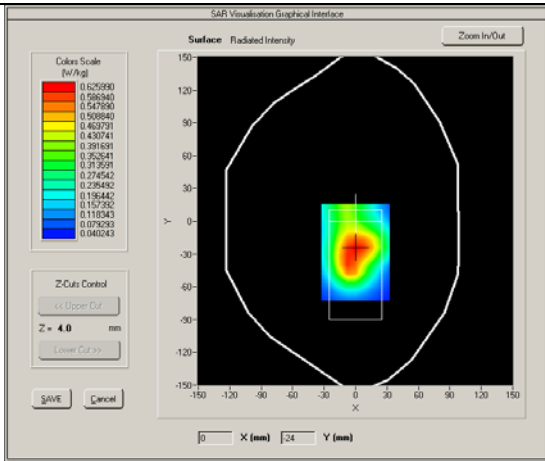 SAR Visualisation Graphical Interface
Surface Radiated Intensity
Zoom In/Out
Colors Scale
(W/kg)
0.625990
0.586940
0.547890
0.508840
0.469791
0.430741
0.391691
0.352641
0.313591
0.274542
0.235492
0.196442
0.157392
0.118343
0.079293
0.040243
Z-Cuts Control
<< Upper Cut
Z = 4.0 mm
Lower Cut >>
SAVE Cancel
150-
120-
90-
60-
30-
Y 0-
-30-
-60-
-90-
-120-
-150-
-150 -120 -90 -60 -30 0 30 60 90 120 150
X
0 X (mm) -24 Y (mm)